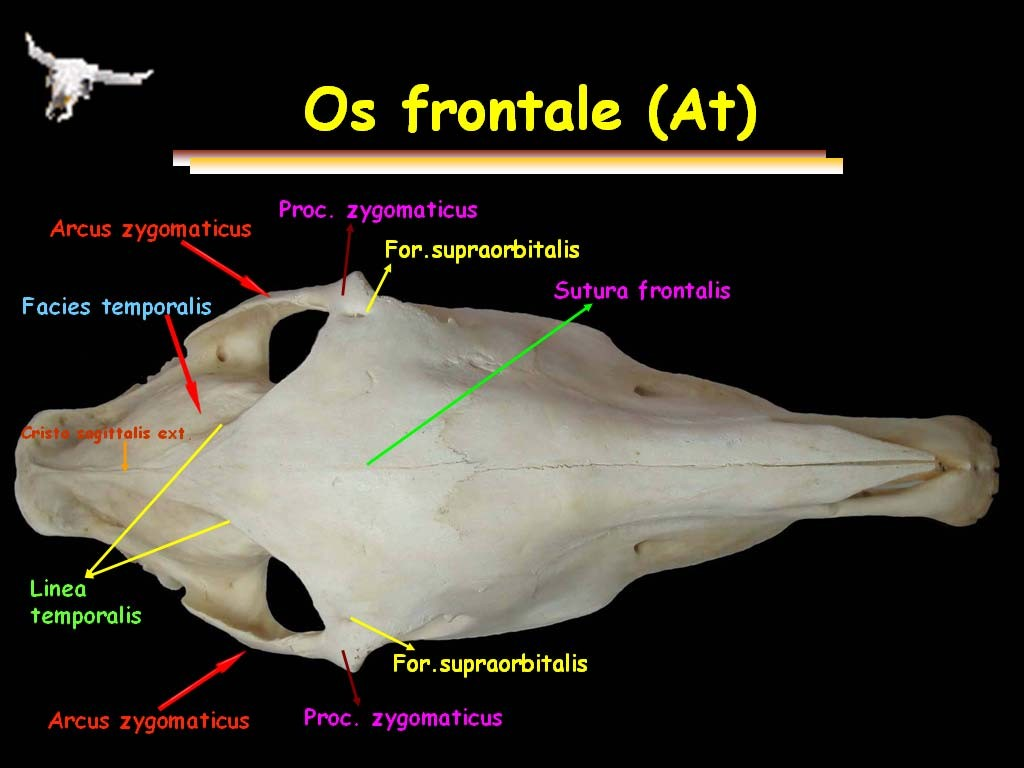 Os frontale (At)
Proc. zygomaticus
Arcus zygomaticus
For.supraorbitalis
Sutura frontalis
Facies temporalis
Crista sagittalis ext.
Linea
temporalis
For.supraorbitalis
Arcus zygomaticus
Proc. zygomaticus